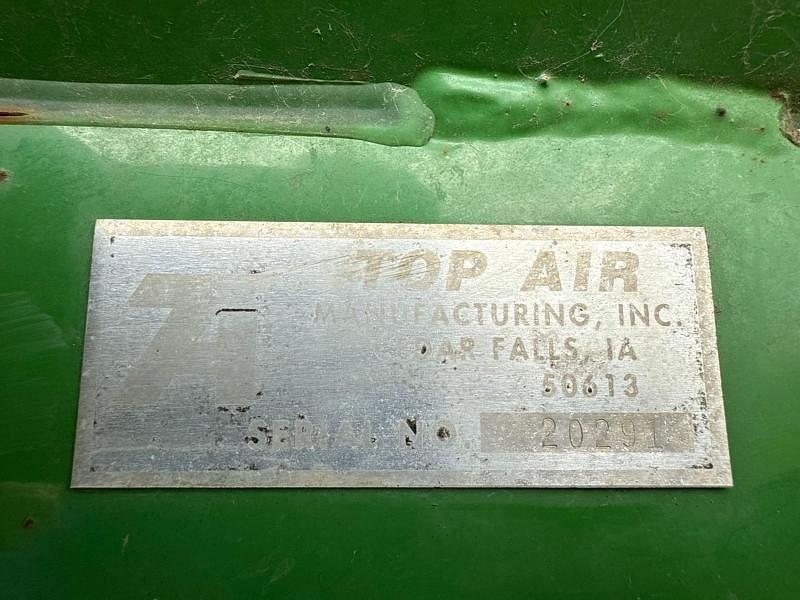 TOP AIR
MANUFACTURING, INC.
FALLS, IA
50613
SERIAL NO. 20291